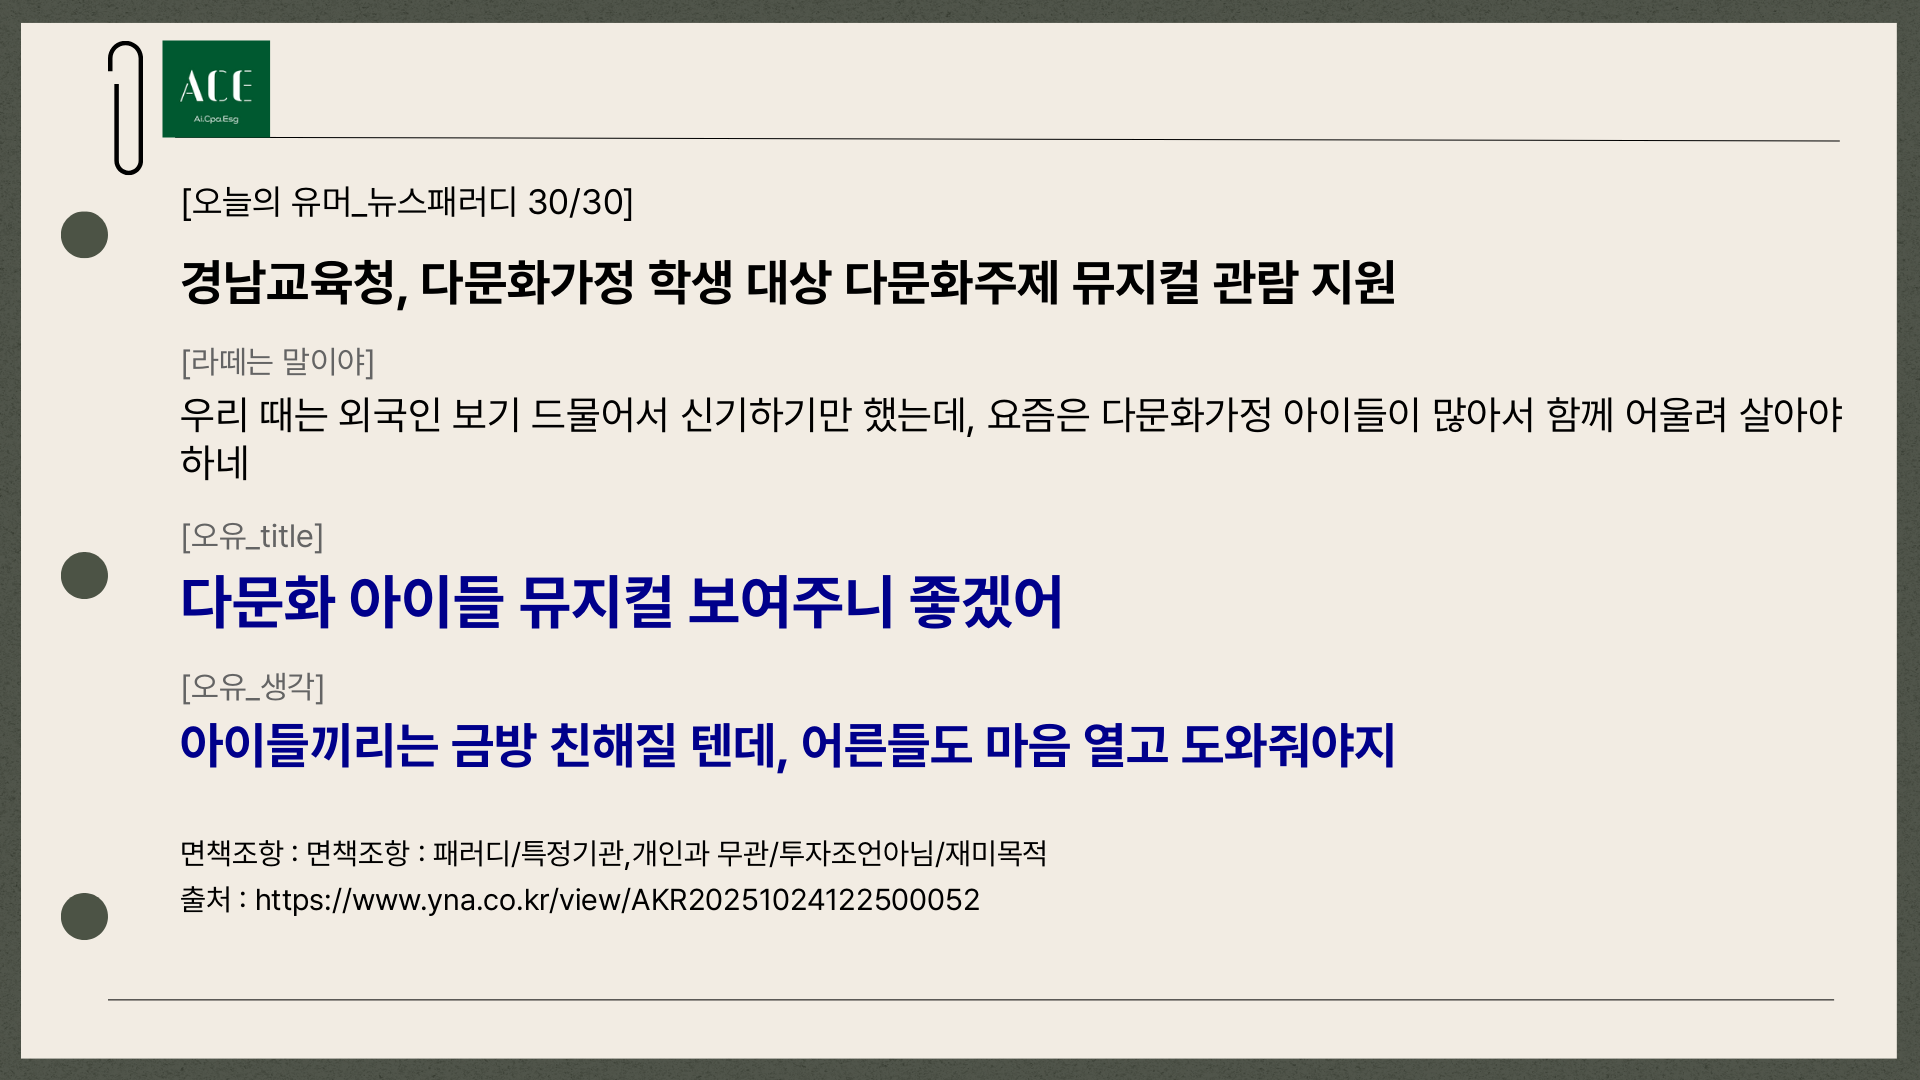 ACE
Ai.Cpa.Esg
[오늘의 유머_뉴스패러디 30/30]
경남교육청, 다문화가정 학생 대상 다문화주제 뮤지컬 관람 지원
[라떼는 말이야]
우리 때는 외국인 보기 드물어서 신기하기만 했는데, 요즘은 다문화가정 아이들이 많아서 함께 어울려 살아야
하네
[오유_title]
다문화 아이들 뮤지컬 보여주니 좋겠어
[오유_생각]
아이들끼리는 금방 친해질 텐데, 어른들도 마음 열고 도와줘야지
면책조항 : 면책조항 : 패러디/특정기관,개인과 무관/투자조언아님/재미목적
출처 : https://www.yna.co.kr/view/AKR20251024122500052